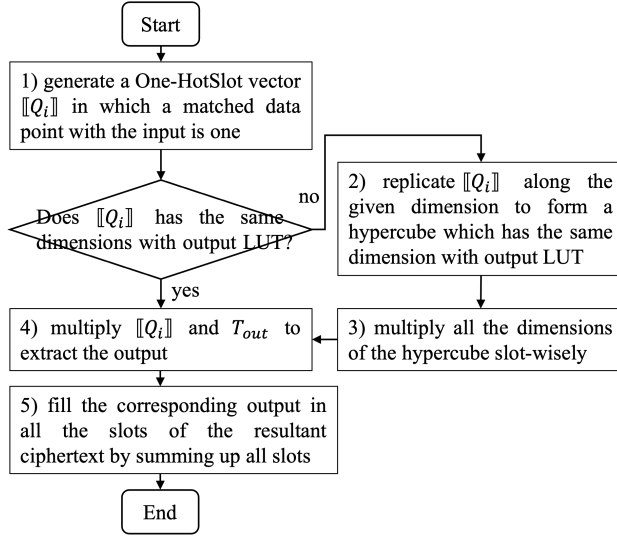 Start
1) generate a One-HotSlot vector
⟦Q_i⟧ in which a matched data
point with the input is one
Does ⟦Q_i⟧ has the same
dimensions with output LUT?
no
2) replicate ⟦Q_i⟧ along the
given dimension to form a
hypercube which has the same
dimension with output LUT
3) multiply all the dimensions
of the hypercube slot-wisely
yes
4) multiply ⟦Q_i⟧ and T_out to
extract the output
5) fill the corresponding output in
all the slots of the resultant
ciphertext by summing up all slots
End